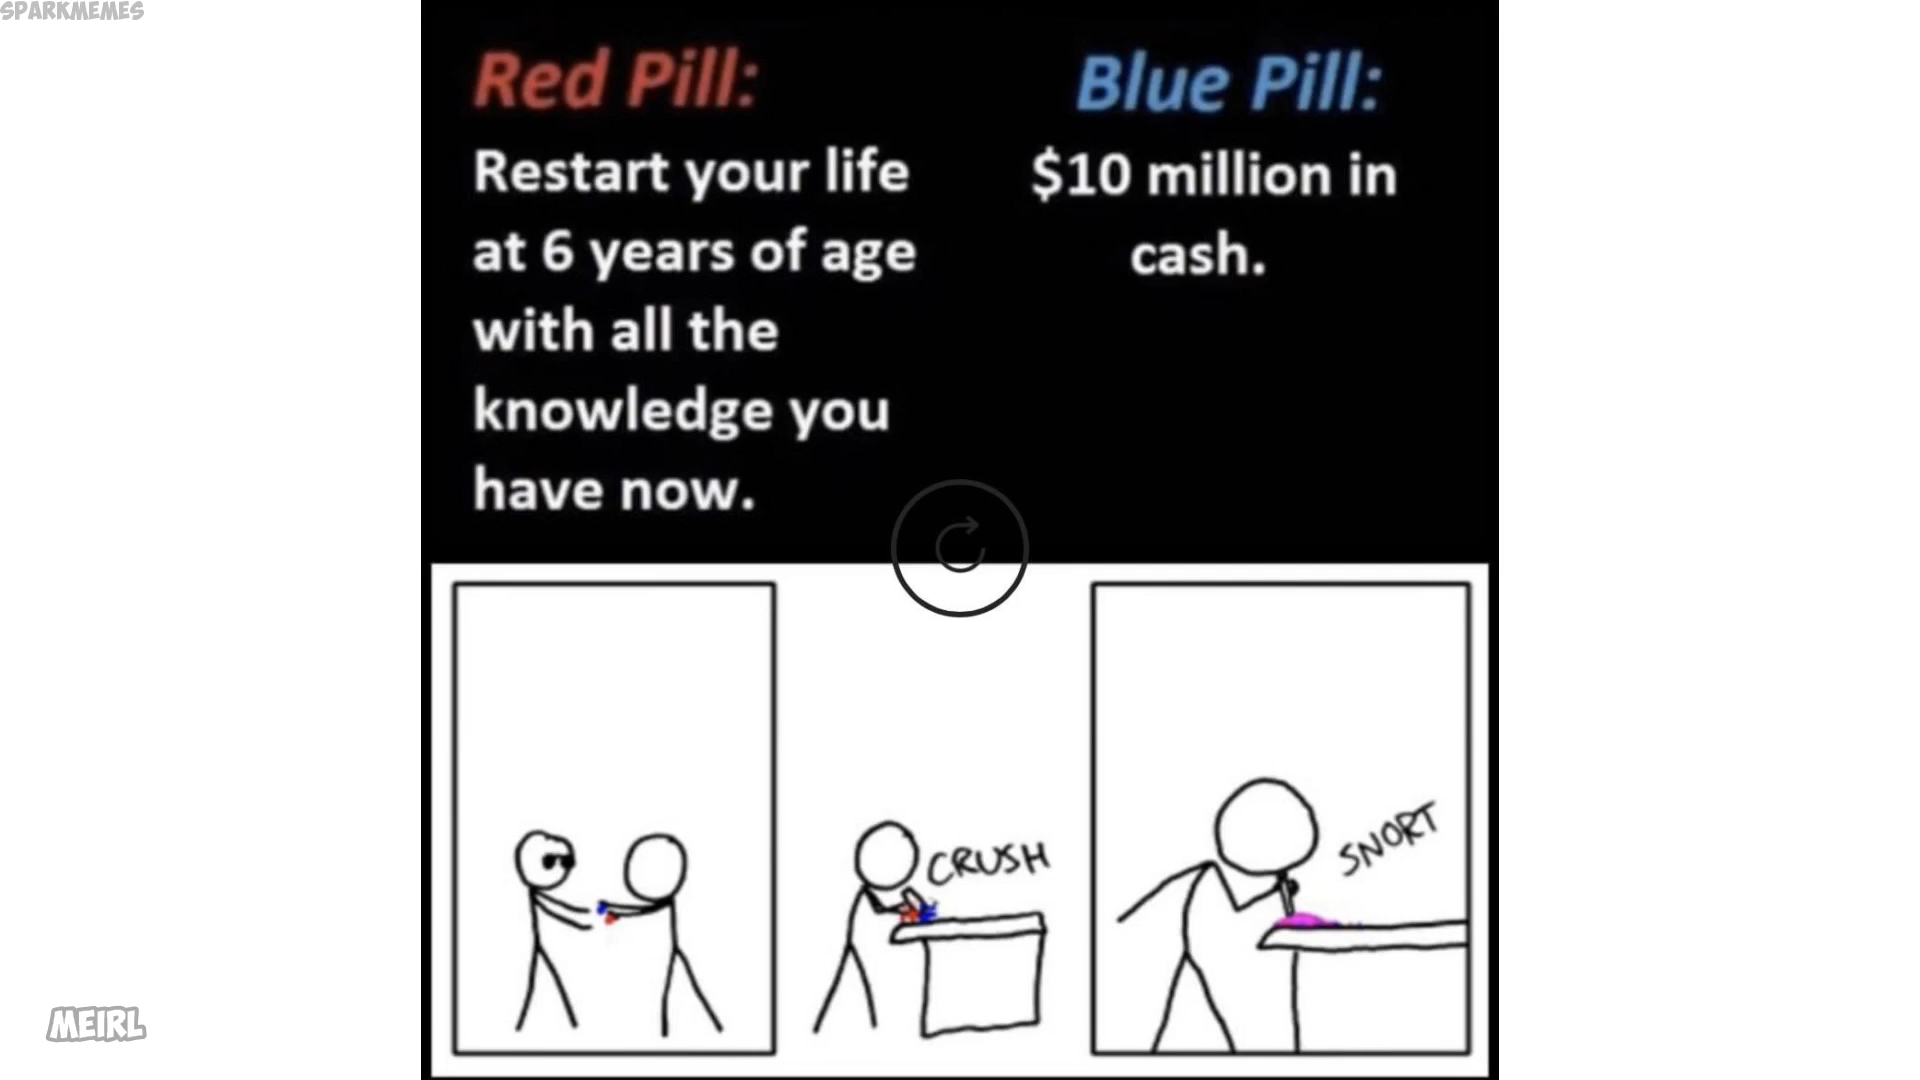 SPARKMEMES
Red Pill:
Restart your life
at 6 years of age
with all the
knowledge you
have now.
Blue Pill:
$10 million in
cash.
CRUSH
SNORT
MEIRL